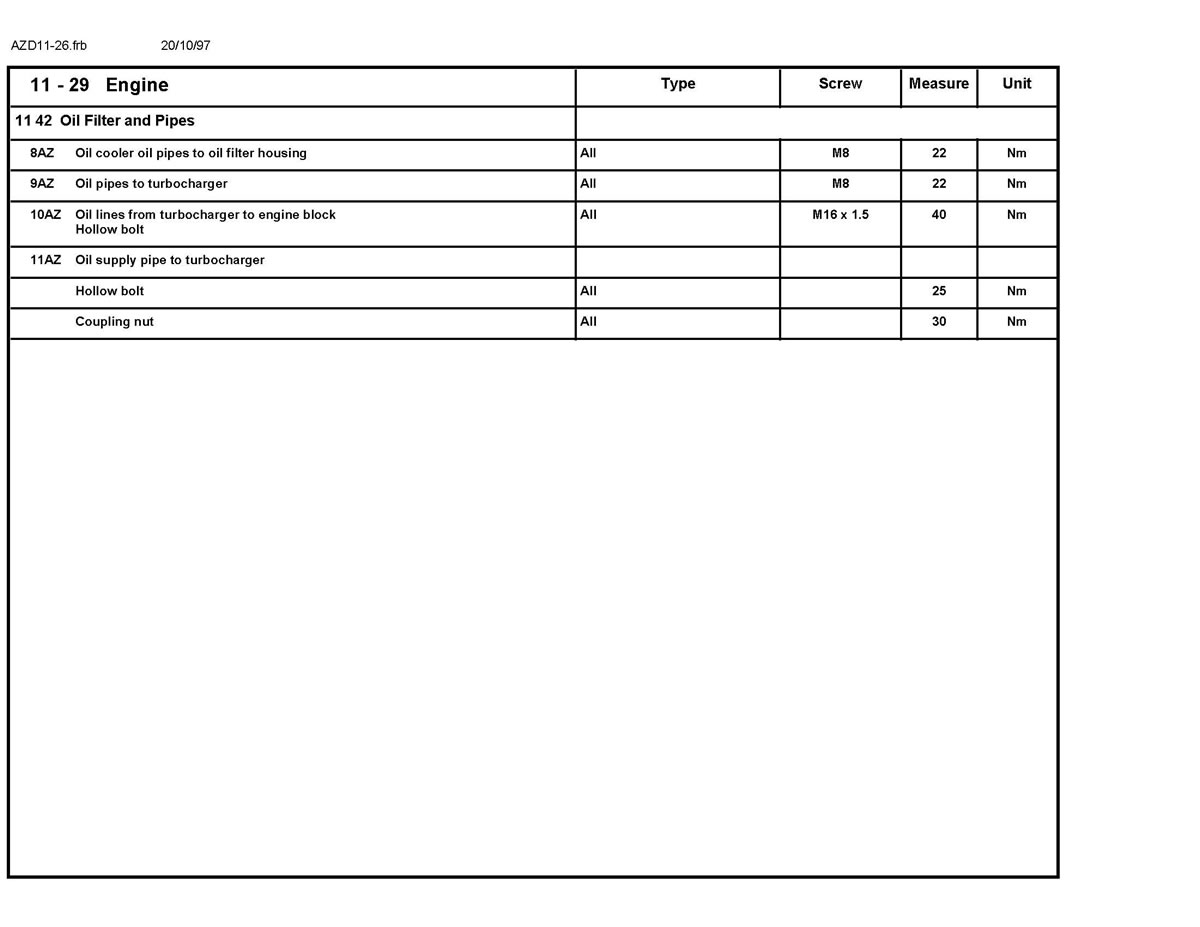 AZD11-26.frb 20/10/97
11 - 29 Engine Type Screw Measure Unit
11 42 Oil Filter and Pipes
8AZ Oil cooler oil pipes to oil filter housing All M8 22 Nm
9AZ Oil pipes to turbocharger All M8 22 Nm
10AZ Oil lines from turbocharger to engine block All M16 x 1.5 40 Nm
Hollow bolt
11AZ Oil supply pipe to turbocharger
Hollow bolt All 25 Nm
Coupling nut All 30 Nm